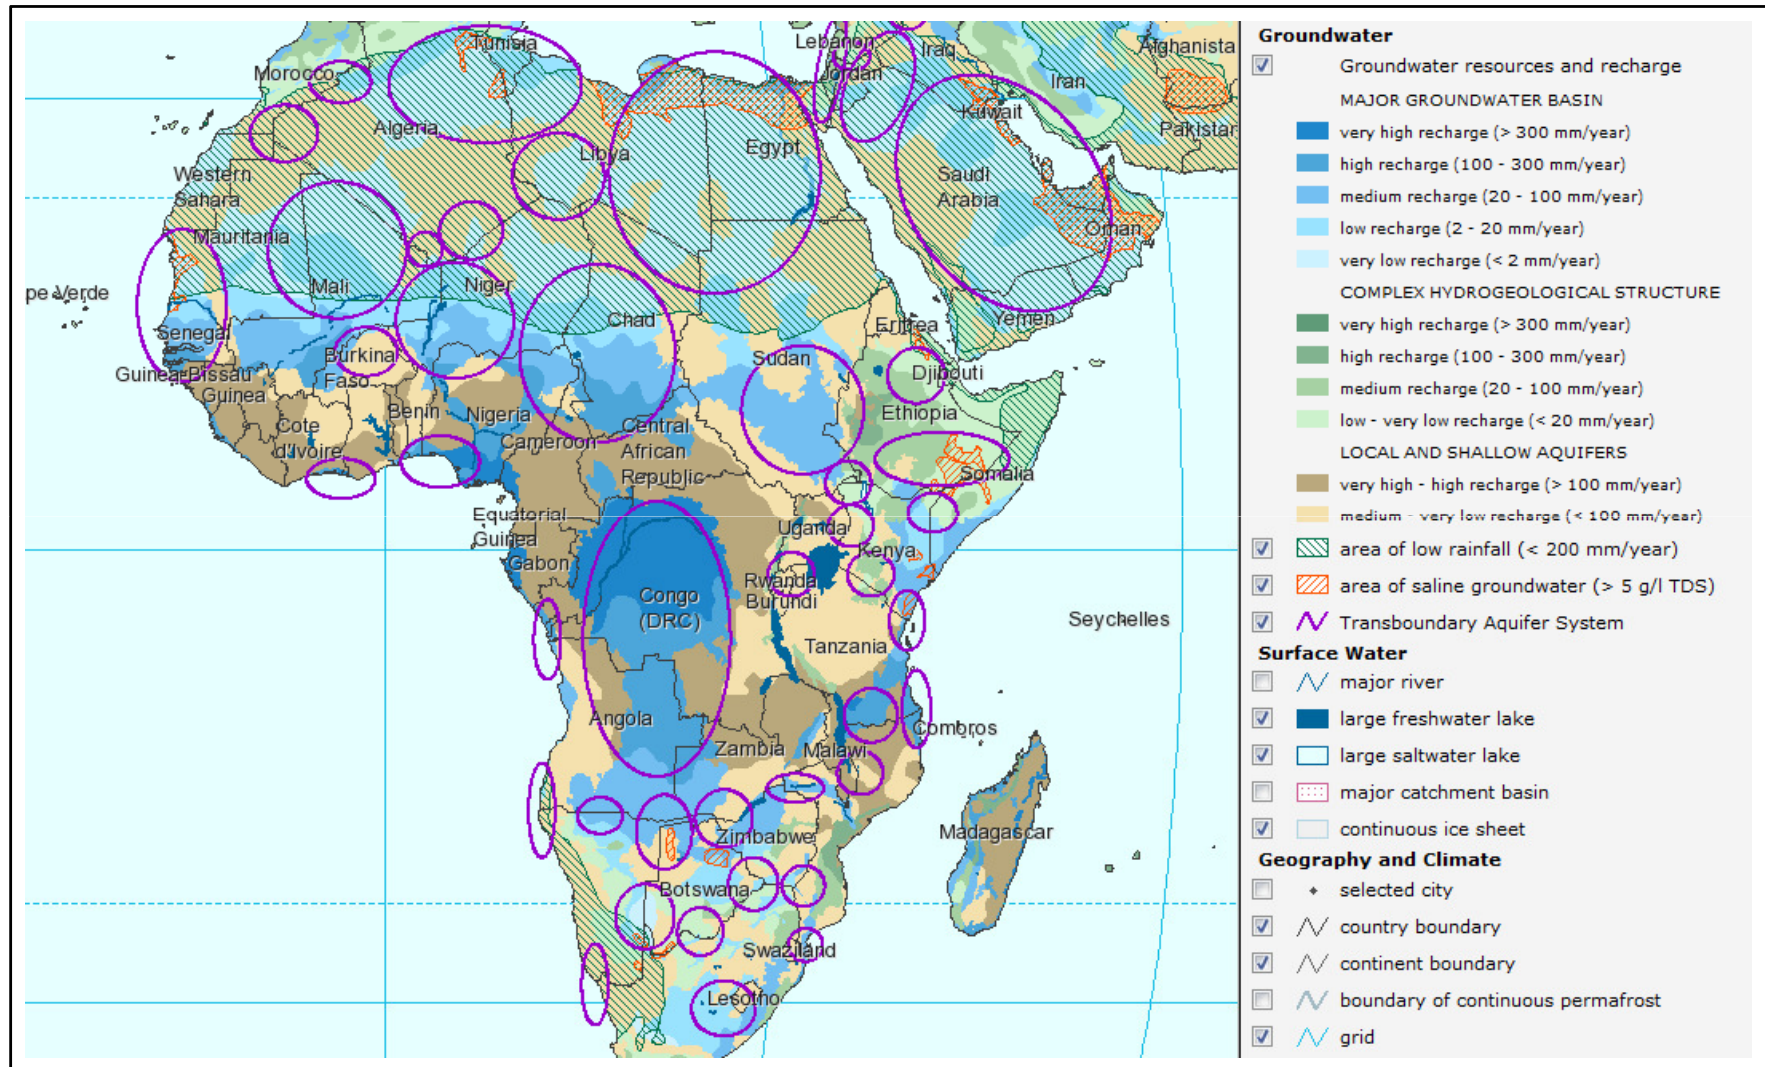 Tunisia
Lebanon
Iraq
Afghanista
Morocco
Jordan
Iran
Kuwait
Algeria
Libya
Egypt
Pakistar
Western
Sahara
Saudi
Arabia
Mauritania
Oman
pe Verde
Mali
Niger
Chad
Yemen
Eritrea
Senegal
Burkina
Faso
Sudan
Djibouti
Guinea-Bissau
Guinea
Benin
Nigeria
Ethiopia
Cote
d'Ivoire
Cameroon
Central
African
Republic
Somalia
Equatorial
Guinea
Uganda
Kenya
Gabon
Rwanda
Burundi
Congo
(DRC)
Seychelles
Tanzania
Angola
Zambia
Malawi
Comoros
Zimbabwe
Madagascar
Botswana
Swaziland
Lesotho
Groundwater
Groundwater resources and recharge
MAJOR GROUNDWATER BASIN
very high recharge (> 300 mm/year)
high recharge (100 - 300 mm/year)
medium recharge (20 - 100 mm/year)
low recharge (2 - 20 mm/year)
very low recharge (< 2 mm/year)
COMPLEX HYDROGEOLOGICAL STRUCTURE
very high recharge (> 300 mm/year)
high recharge (100 - 300 mm/year)
medium recharge (20 - 100 mm/year)
low - very low recharge (< 20 mm/year)
LOCAL AND SHALLOW AQUIFERS
very high - high recharge (> 100 mm/year)
medium - very low recharge (< 100 mm/year)
area of low rainfall (< 200 mm/year)
area of saline groundwater (> 5 g/l TDS)
Transboundary Aquifer System
Surface Water
major river
large freshwater lake
large saltwater lake
major catchment basin
continuous ice sheet
Geography and Climate
selected city
country boundary
continent boundary
boundary of continuous permafrost
grid